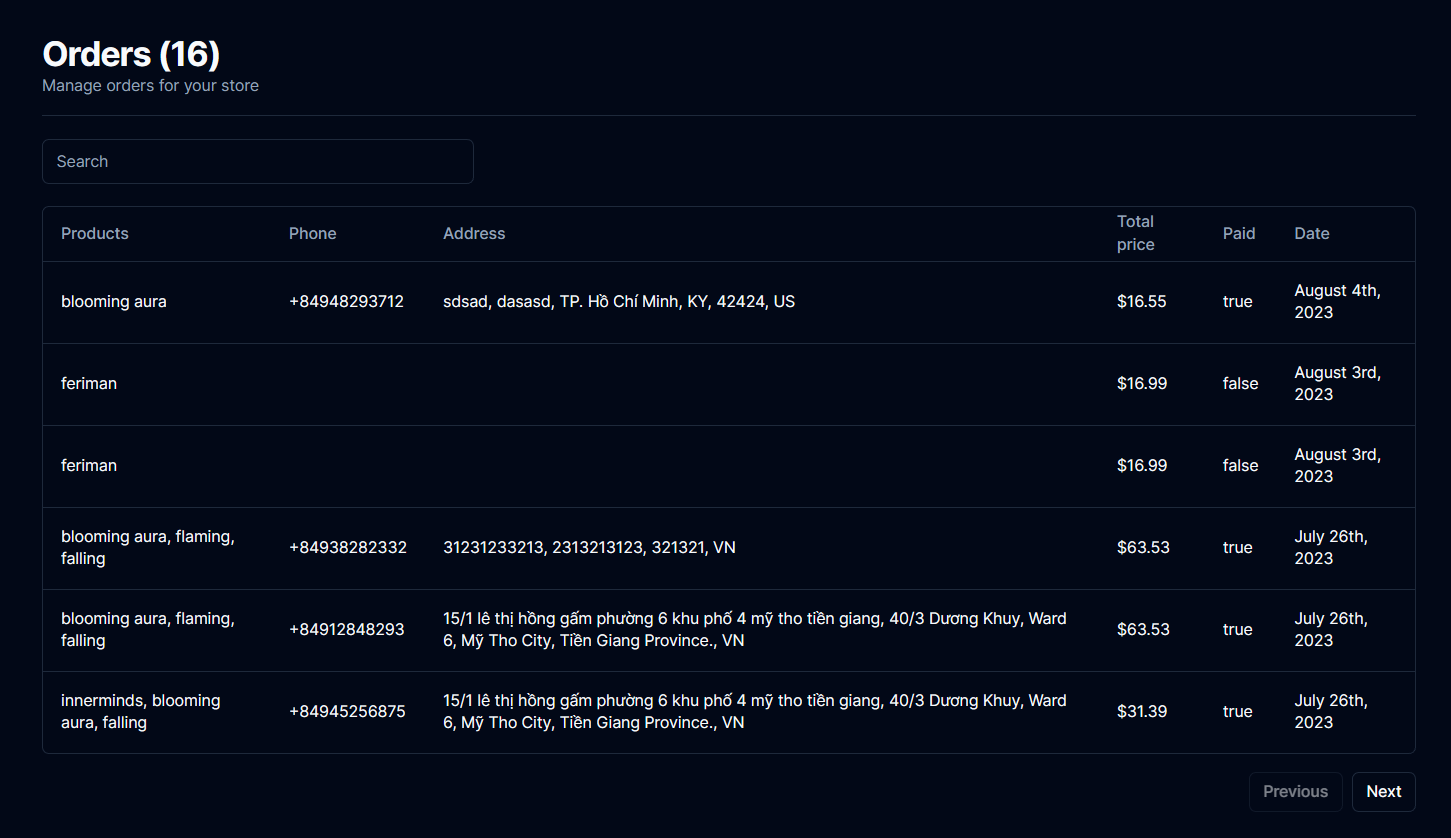 Orders (16)
Manage orders for your store
Search
Products Phone Address Total price Paid Date
blooming aura +84948293712 sdsad, dasasd, TP. Hồ Chí Minh, KY, 42424, US $16.55 true August 4th, 2023
feriman $16.99 false August 3rd, 2023
feriman $16.99 false August 3rd, 2023
blooming aura, flaming, falling +84938282332 31231233213, 2313213123, 321321, VN $63.53 true July 26th, 2023
blooming aura, flaming, falling +84912848293 15/1 lê thị hồng gấm phường 6 khu phố 4 mỹ tho tiền giang, 40/3 Dương Khuy, Ward 6, Mỹ Tho City, Tiền Giang Province., VN $63.53 true July 26th, 2023
innerminds, blooming aura, falling +84945256875 15/1 lê thị hồng gấm phường 6 khu phố 4 mỹ tho tiền giang, 40/3 Dương Khuy, Ward 6, Mỹ Tho City, Tiền Giang Province., VN $31.39 true July 26th, 2023
Previous Next